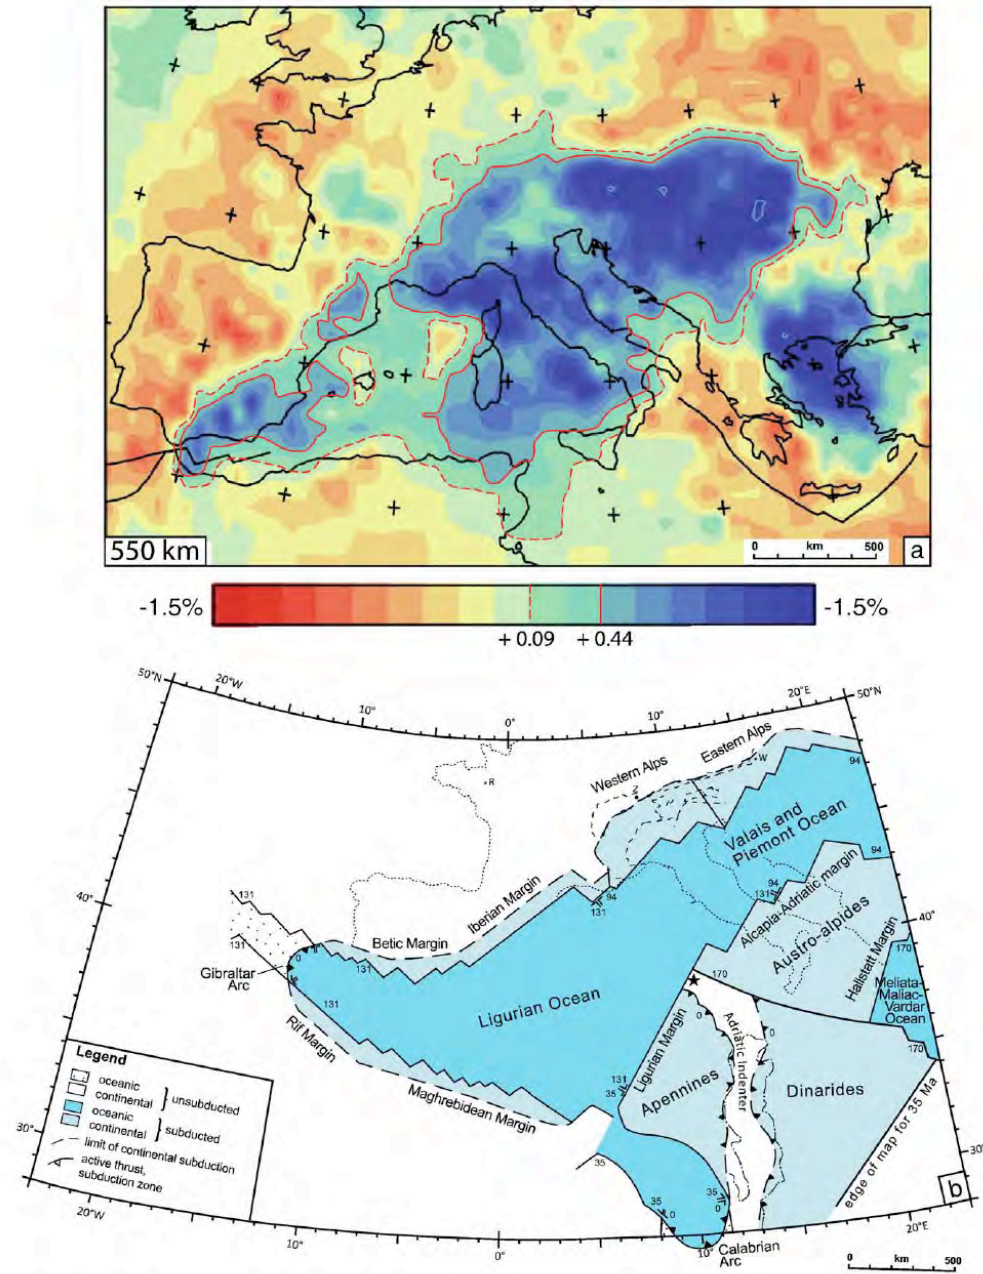 550 km
0 km 500
a
-1.5%
-1.5%
+ 0.09
+ 0.44
50°N
20°W
10°
0°
10°
20°E
50°N
Western Alps
Eastern Alps
W
Z
R
94
Valais and
Piemont Ocean
94
40°
131
131
Gibraltar
Arc
0
Betic Margin
131
Iberian Margin
94
131
94
131
Alcapia-Adriatic margin
Austro-alpides
40°
Hallstatt Margin
170
Meliata-
Maliac-
Vardar
Ocean
170
170
131
Ligurian Ocean
Rif Margin
Maghrebidean Margin
Ligurian Margin
131
35
0
0
Adriatic Indenter
Apennines
Dinarides
edge of map for 35 Ma
Legend
oceanic
continental
unsubducted
oceanic
continental
subducted
limit of continental subduction
active thrust,
subduction zone
30°
30°
35
35
0
35
0
20°W
10°
0°
10°
Calabrian
Arc
20°E
b
0 km 500